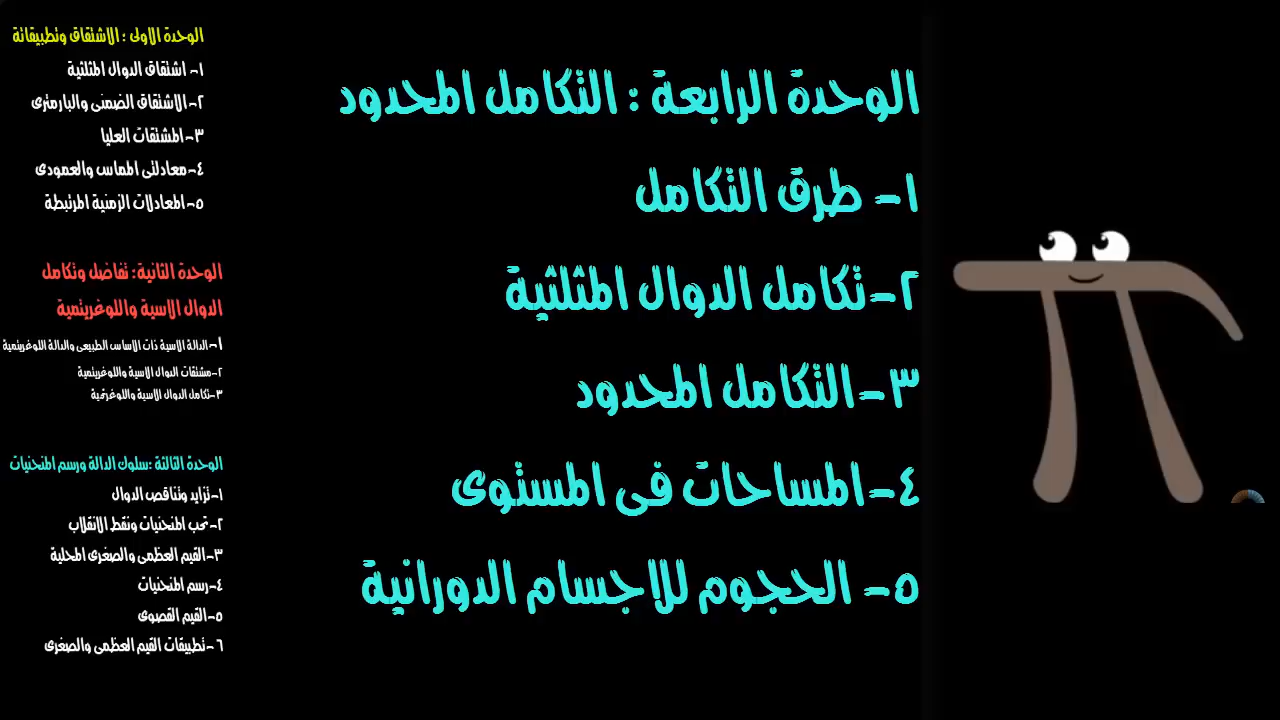 الوحدة الاولى : الاشتقاق وتطبيقاتة
١- اشتقاق الدوال المثلثية
٢-الاشتقاق الضمنى والبارمترى
٣-المشتقات العليا
٤-معادلتى المماس والعمودى
٥-المعادلات الزمنية المرتبطة
الوحدة الثانية: تفاضل وتكامل
الدوال الاسية واللوغريتمية
١-الدالة الاسية ذات الاساس الطبيعى والدالة اللوغريتمية
٢-مشتقات الدوال الاسية واللوغريتمية
٣-تكامل الدوال الاسية واللوغرتمية
الوحدة الثالثة :سلوك الدالة ورسم المنحنيات
١-تزايد وتناقص الدوال
٢-تحب المنحنيات ونقط الانقلاب
٣-القيم العظمى والصغرى المحلية
٤-رسم المنحنيات
٥-القيم القصوى
٦-تطبيقات القيم العظمى والصغرى
الوحدة الرابعة : التكامل المحدود
١- طرق التكامل
٢-تكامل الدوال المثلثية
٣-التكامل المحدود
٤-المساحات فى المستوى
٥- الحجوم للاجسام الدورانية